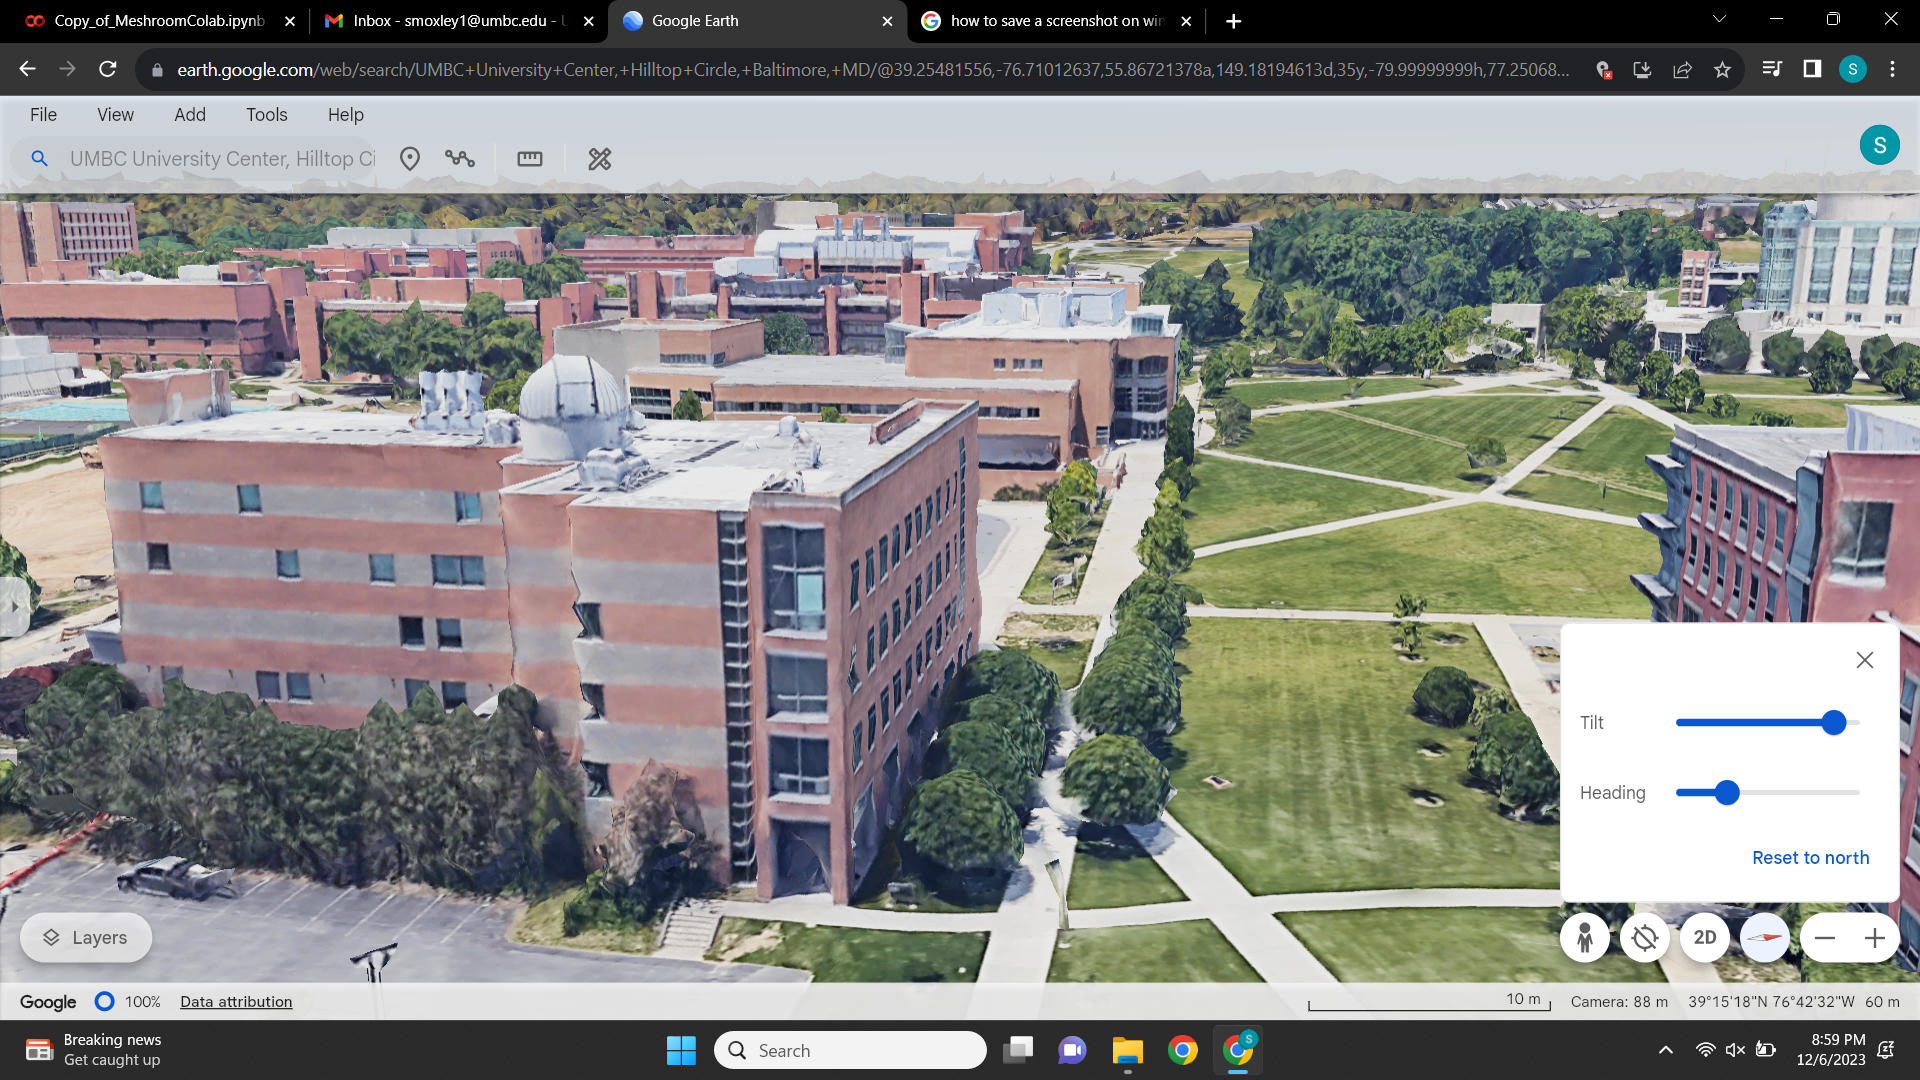 Copy_of_MeshroomColab.ipynb
Inbox - smoxley1@umbc.edu - U
Google Earth
how to save a screenshot on win
earth.google.com/web/search/UMBC+University+Center,+Hilltop+Circle,+Baltimore,+MD/@39.25481556,-76.71012637,55.86721378a,149.18194613d,35y,-79.99999999h,77.25068...
S
File
View
Add
Tools
Help
UMBC University Center, Hilltop Ci
S
Tilt
Heading
Reset to north
Layers
2D
Google
100%
Data attribution
10 m
Camera: 88 m
39°15'18"N 76°42'32"W
60 m
Breaking news
Get caught up
Search
S
8:59 PM
12/6/2023